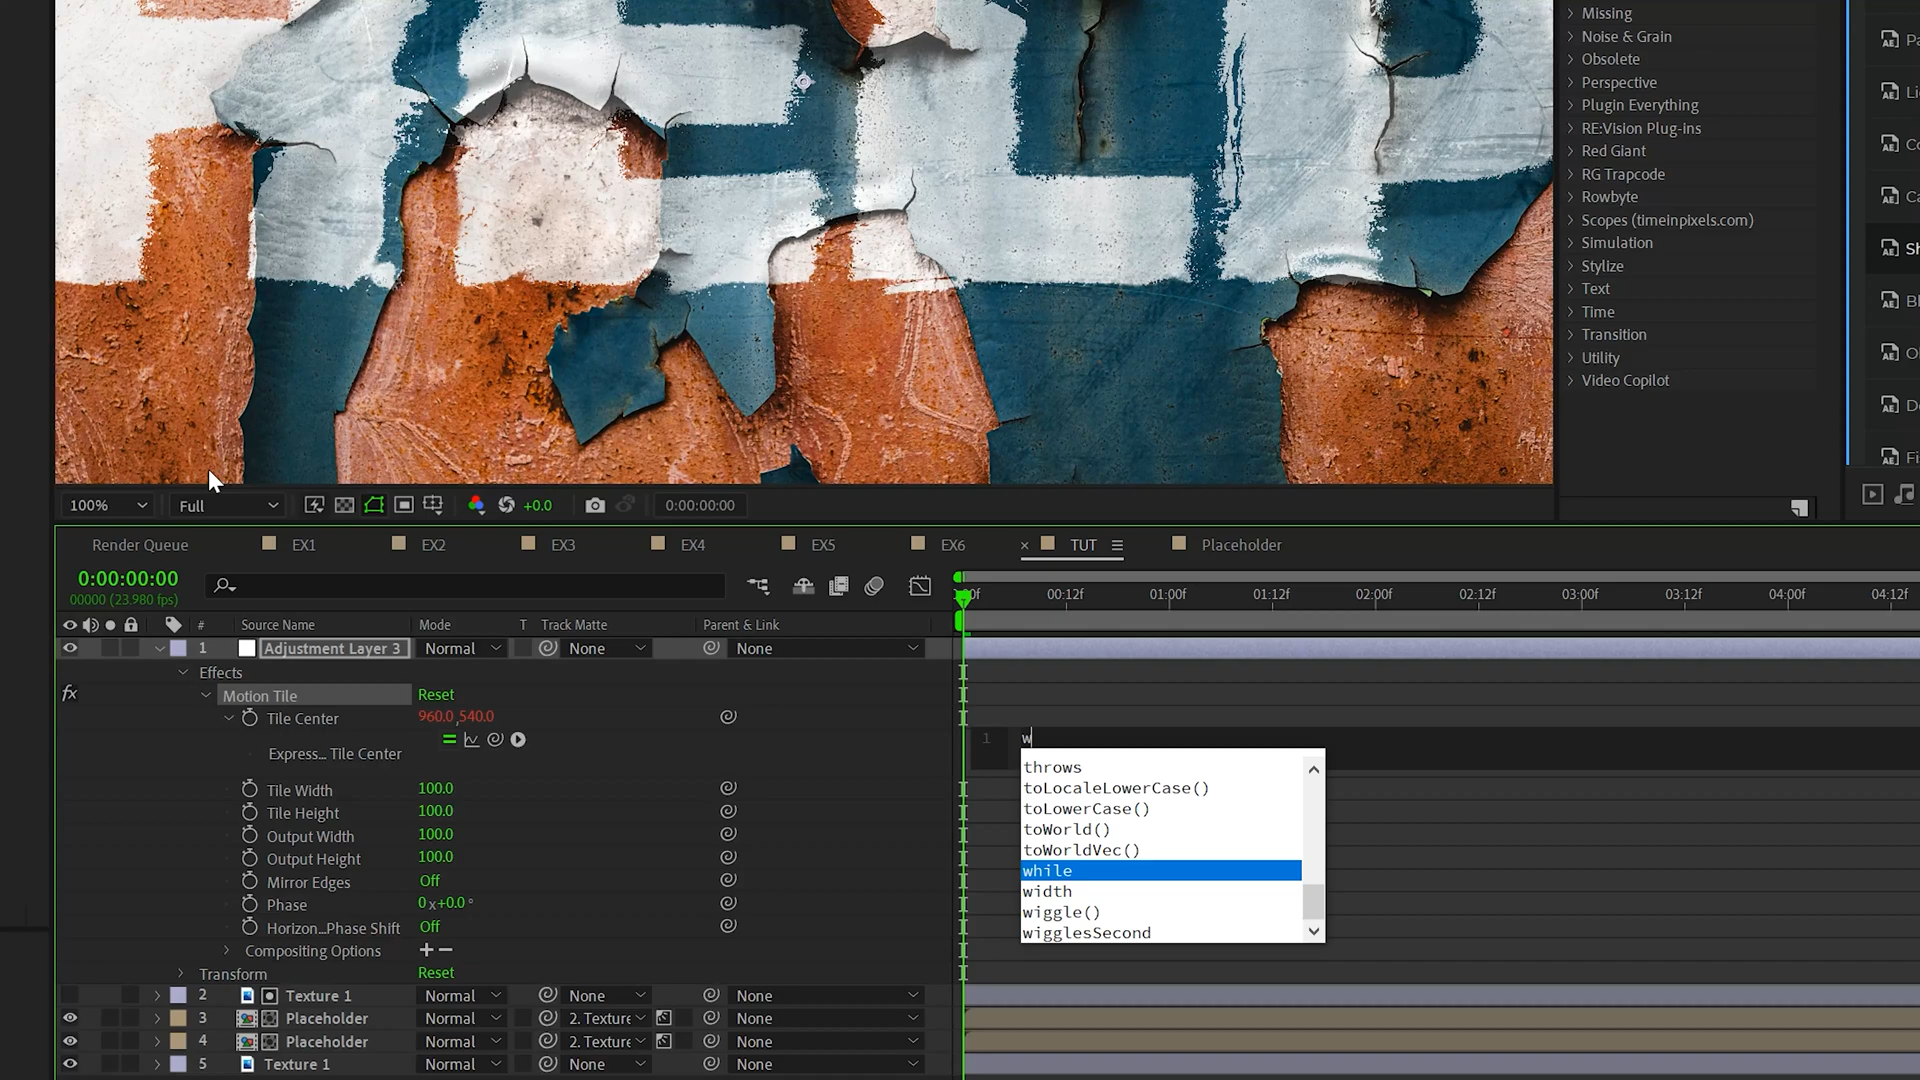 Missing
Noise & Grain
Obsolete
Perspective
Plugin Everything
RE:Vision Plug-ins
Red Giant
RG Trapcode
Rowbyte
Scopes (timeinpixels.com)
Simulation
Stylize
Text
Time
Transition
Utility
Video Copilot
100% Full +0.0 0:00:00:00
Render Queue EX1 EX2 EX3 EX4 EX5 EX6 × TUT Placeholder
0:00:00:00
00000 (23.980 fps)
00:12f 01:00f 01:12f 02:00f 02:12f 03:00f 03:12f 04:00f 04:12f
# Source Name Mode T Track Matte Parent & Link
1 Adjustment Layer 3 Normal None None
Effects
fx Motion Tile Reset
Tile Center 960.0,540.0
Express... Tile Center
1 w
throws
toLocaleLowerCase()
toLowerCase()
toWorld()
toWorldVec()
while
width
wiggle()
wigglesSecond
Tile Width 100.0
Tile Height 100.0
Output Width 100.0
Output Height 100.0
Mirror Edges Off
Phase 0x+0.0°
Horizon...Phase Shift Off
Compositing Options + −
Transform Reset
2 Texture 1 Normal None None
3 Placeholder Normal 2. Texture None
4 Placeholder Normal 2. Texture None
5 Texture 1 Normal None None